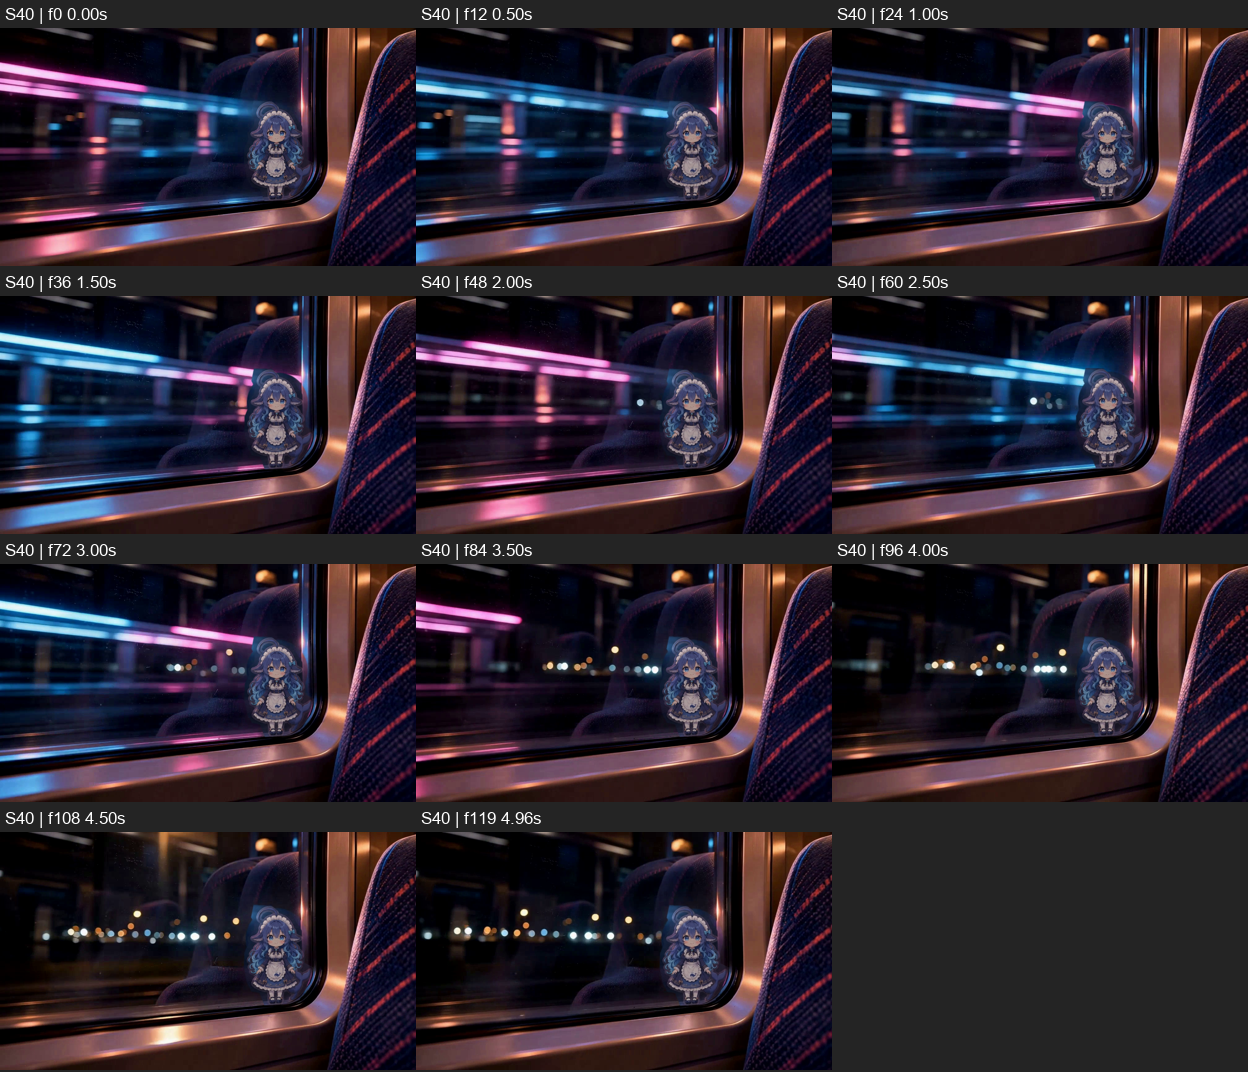 S40 | f0 0.00s
S40 | f12 0.50s
S40 | f24 1.00s
S40 | f36 1.50s
S40 | f48 2.00s
S40 | f60 2.50s
S40 | f72 3.00s
S40 | f84 3.50s
S40 | f96 4.00s
S40 | f108 4.50s
S40 | f119 4.96s